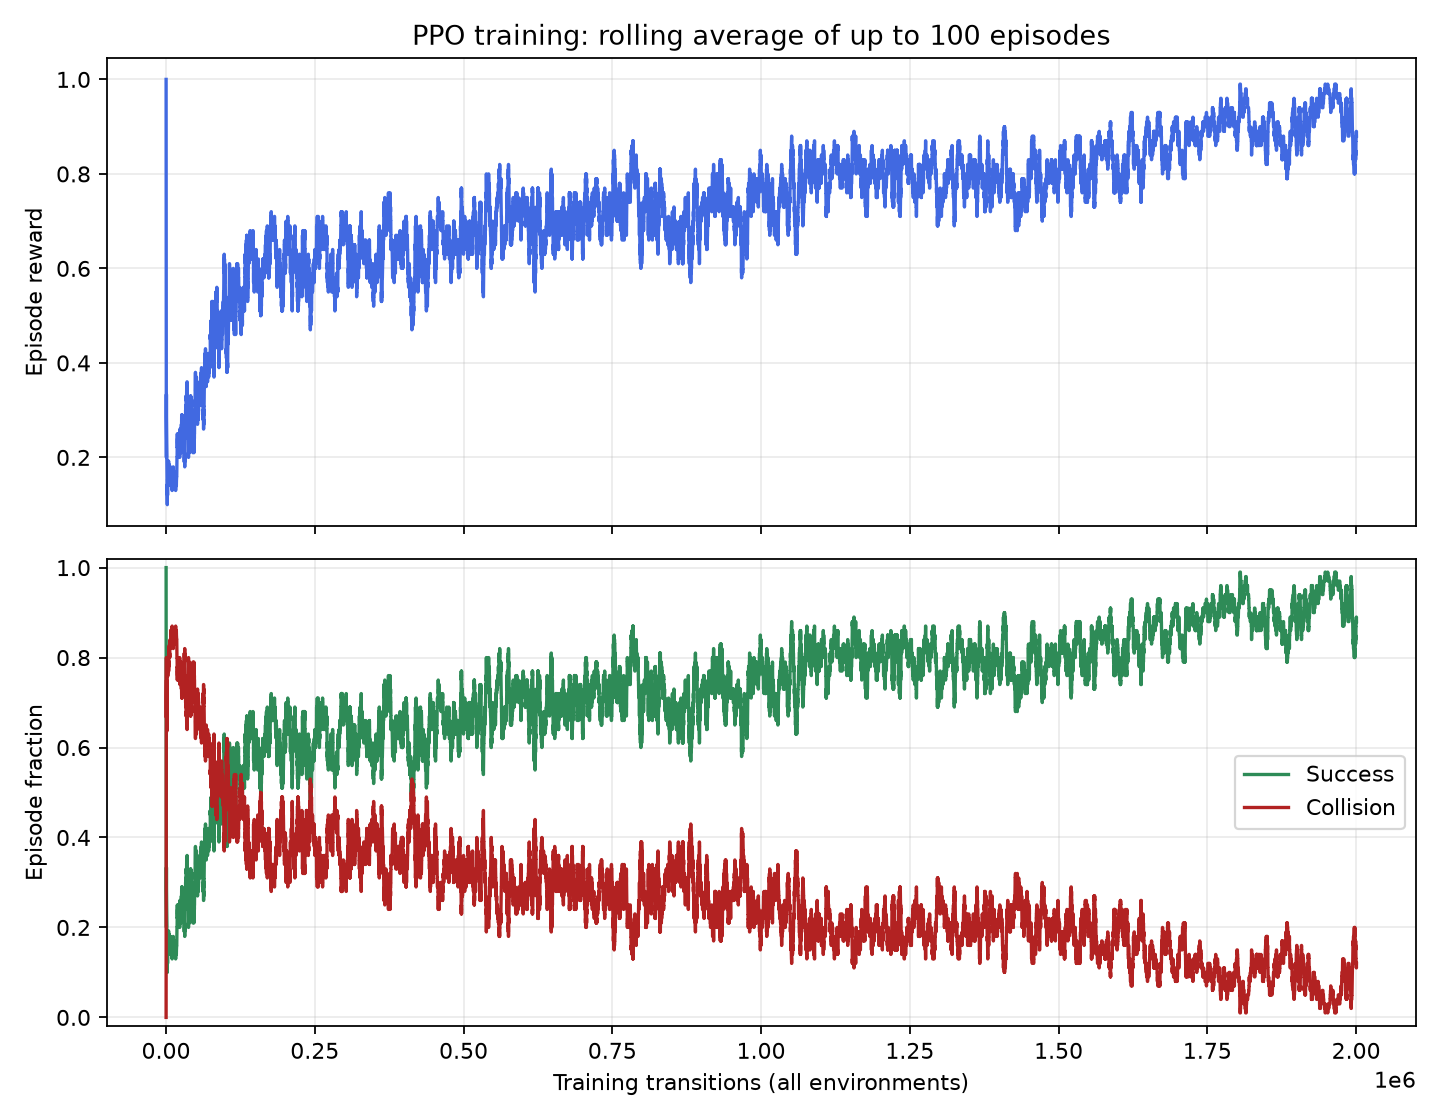 PPO training: rolling average of up to 100 episodes
1.0
0.8
0.6
0.4
0.2
Episode reward
1.0
0.8
0.6
0.4
0.2
0.0
Episode fraction
Success
Collision
0.00 0.25 0.50 0.75 1.00 1.25 1.50 1.75 2.00
1e6
Training transitions (all environments)